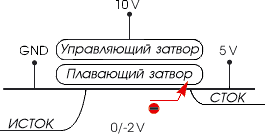 10 V
Управляющий затвор
GND
5 V
Плавающий затвор
СТОК
ИСТОК
0/-2 V